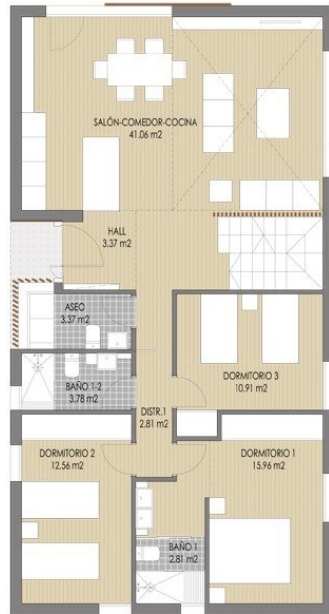 SALÓN-COMEDOR-COCINA
41.06 m2
HALL
3.37 m2
ASEO
3.37 m2
BAÑO 1-2
3.78 m2
DORMITORIO 3
10.91 m2
DISTR.1
2.81 m2
DORMITORIO 2
12.56 m2
DORMITORIO 1
15.96 m2
BAÑO 1
2.81 m2